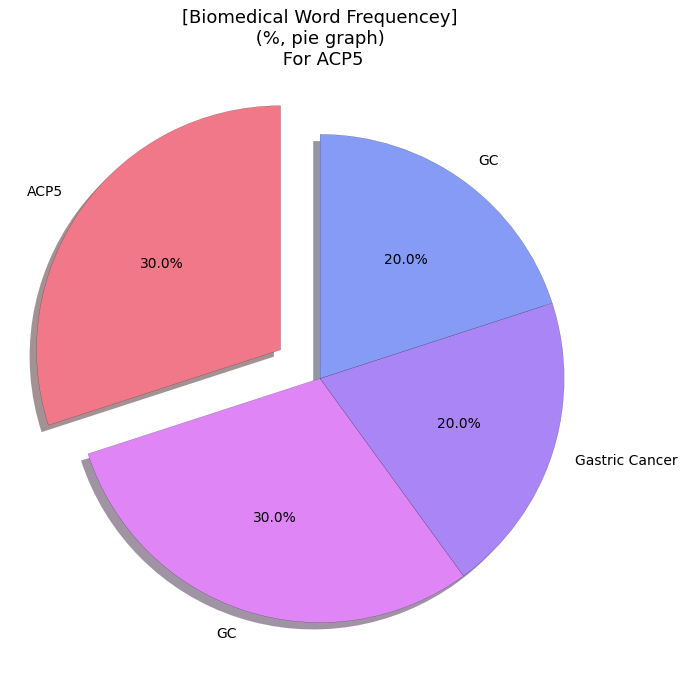 [Biomedical Word Frequencey]
(%, pie graph)
For ACP5
GC
ACP5
20.0%
30.0%
20.0%
Gastric Cancer
30.0%
GC